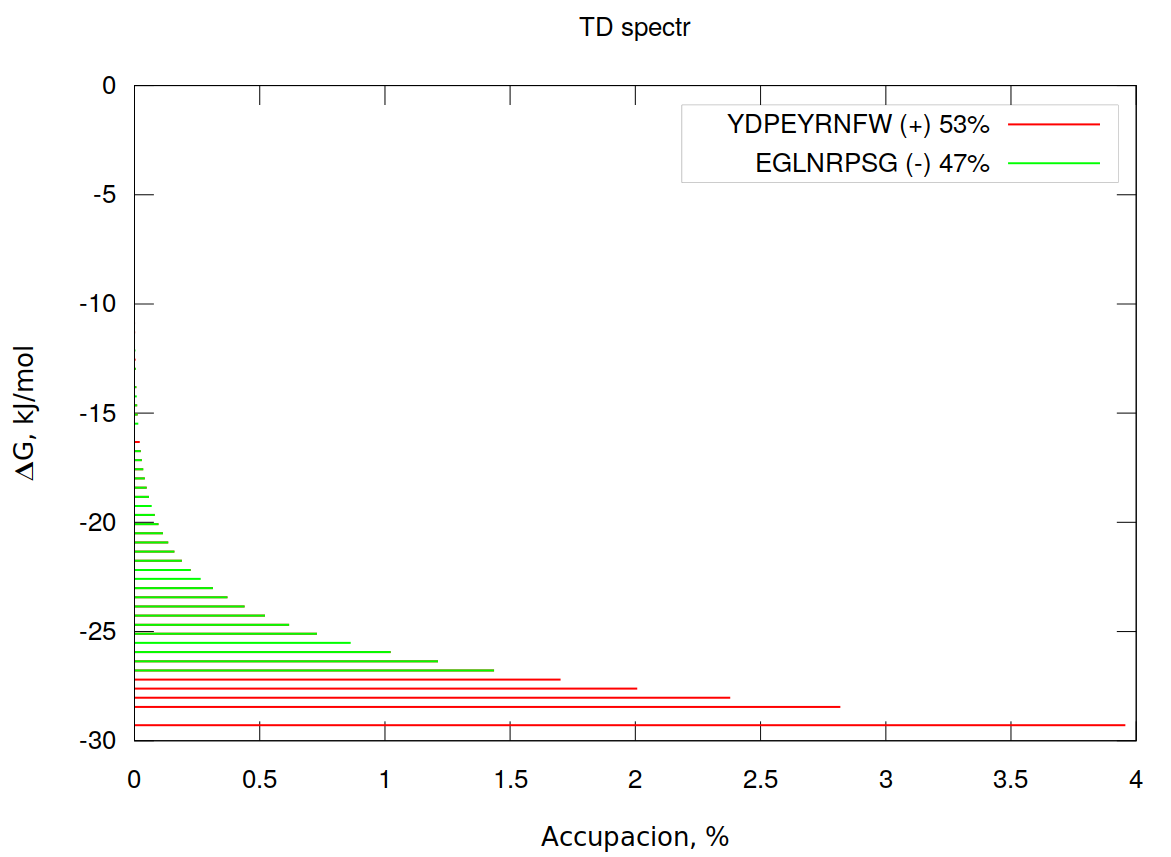 TD spectr
0
-5
-10
-15
-20
-25
-30
ΔG, kJ/mol
YDPEYRNFW (+) 53%
EGLNRPSG (-) 47%
0 0.5 1 1.5 2 2.5 3 3.5 4
Accupacion, %